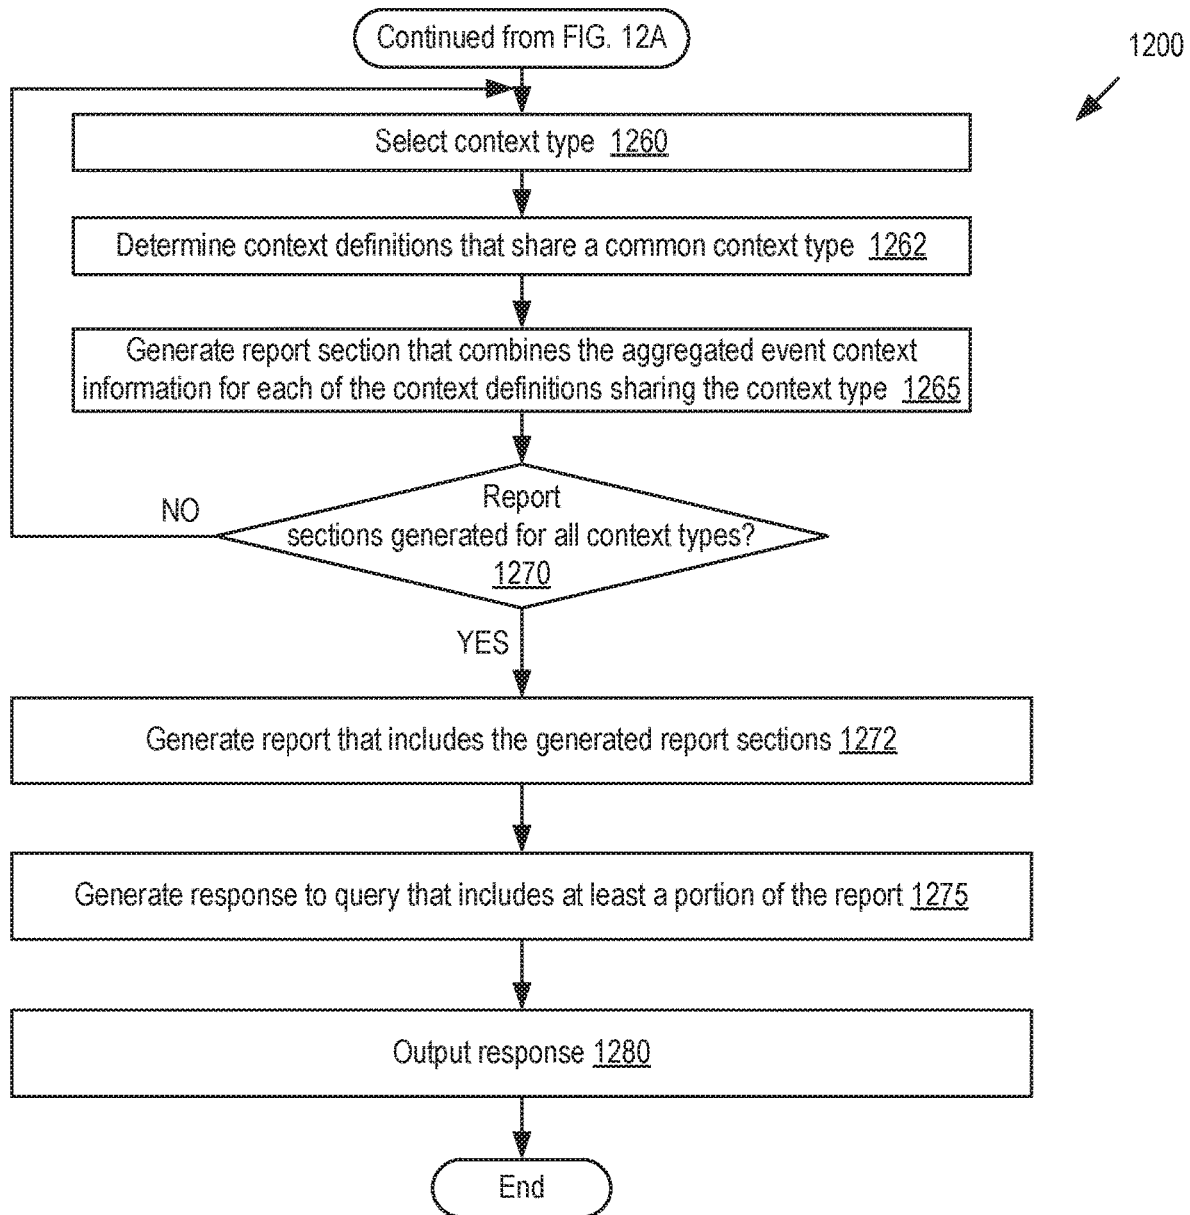 Continued from FIG. 12A
1200
Select context type 1260
Determine context definitions that share a common context type 1262
Generate report section that combines the aggregated event context
information for each of the context definitions sharing the context type 1265
Report
sections generated for all context types?
1270
NO
YES
Generate report that includes the generated report sections 1272
Generate response to query that includes at least a portion of the report 1275
Output response 1280
End